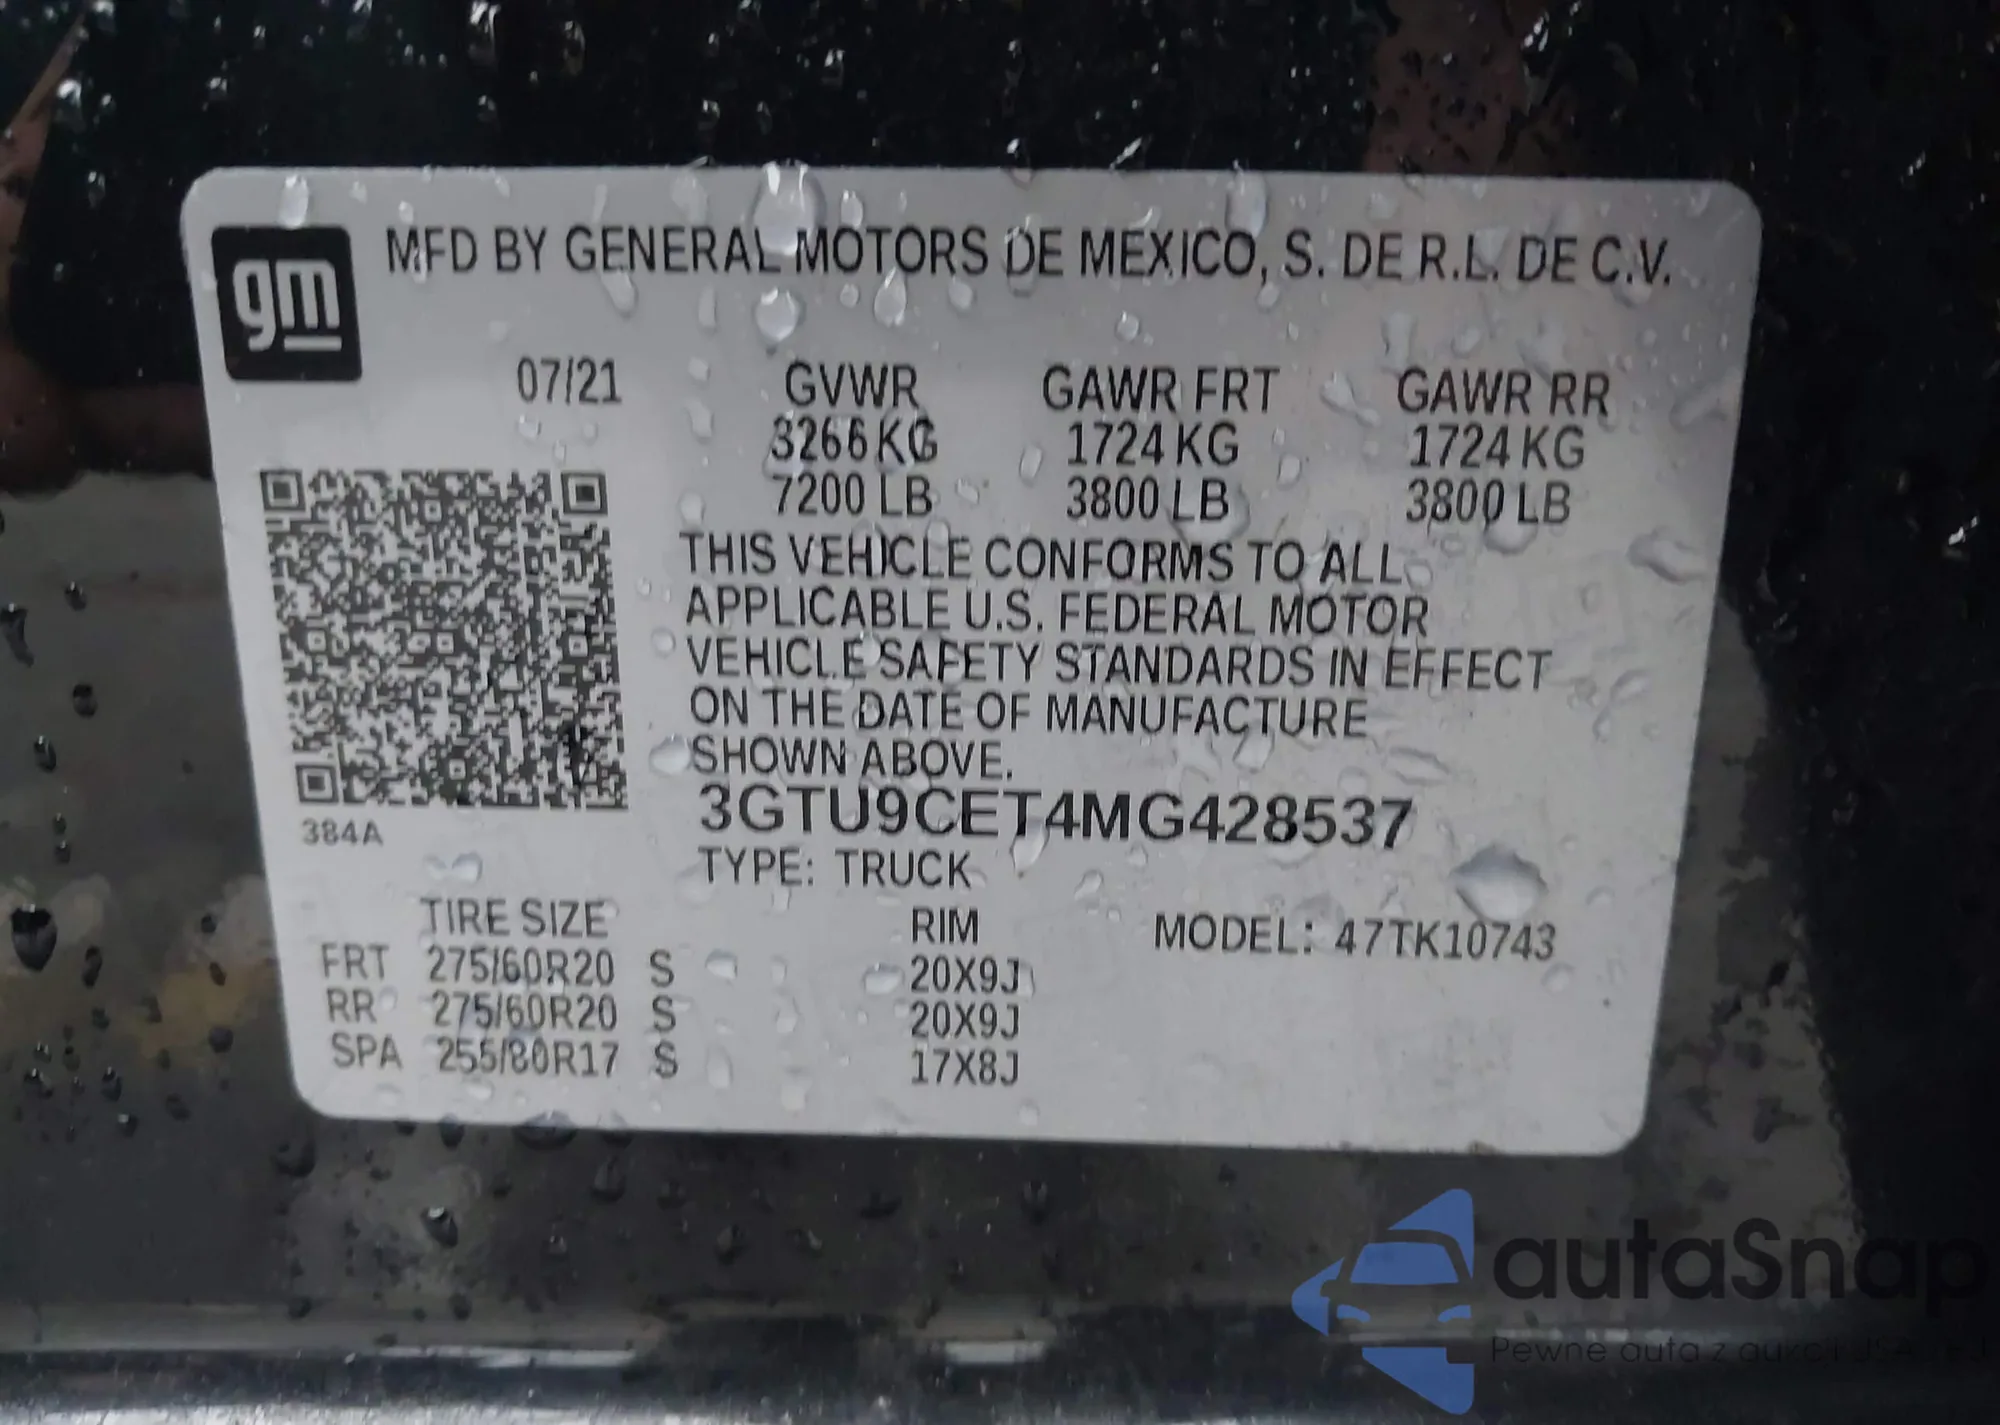 gm
MFD BY GENERAL MOTORS DE MEXICO, S. DE R.L. DE C.V.
07/21 GVWR GAWR FRT GAWR RR
3266 KG 1724 KG 1724 KG
7200 LB 3800 LB 3800 LB
THIS VEHICLE CONFORMS TO ALL
APPLICABLE U.S. FEDERAL MOTOR
VEHICLE SAFETY STANDARDS IN EFFECT
ON THE DATE OF MANUFACTURE
SHOWN ABOVE.
3GTU9CET4MG428537
384A
TYPE: TRUCK
TIRE SIZE RIM MODEL: 47TK10743
FRT 275/60R20 S 20X9J
RR 275/60R20 S 20X9J
SPA 255/80R17 S 17X8J
autaSnap
Pewne auta z aukcji